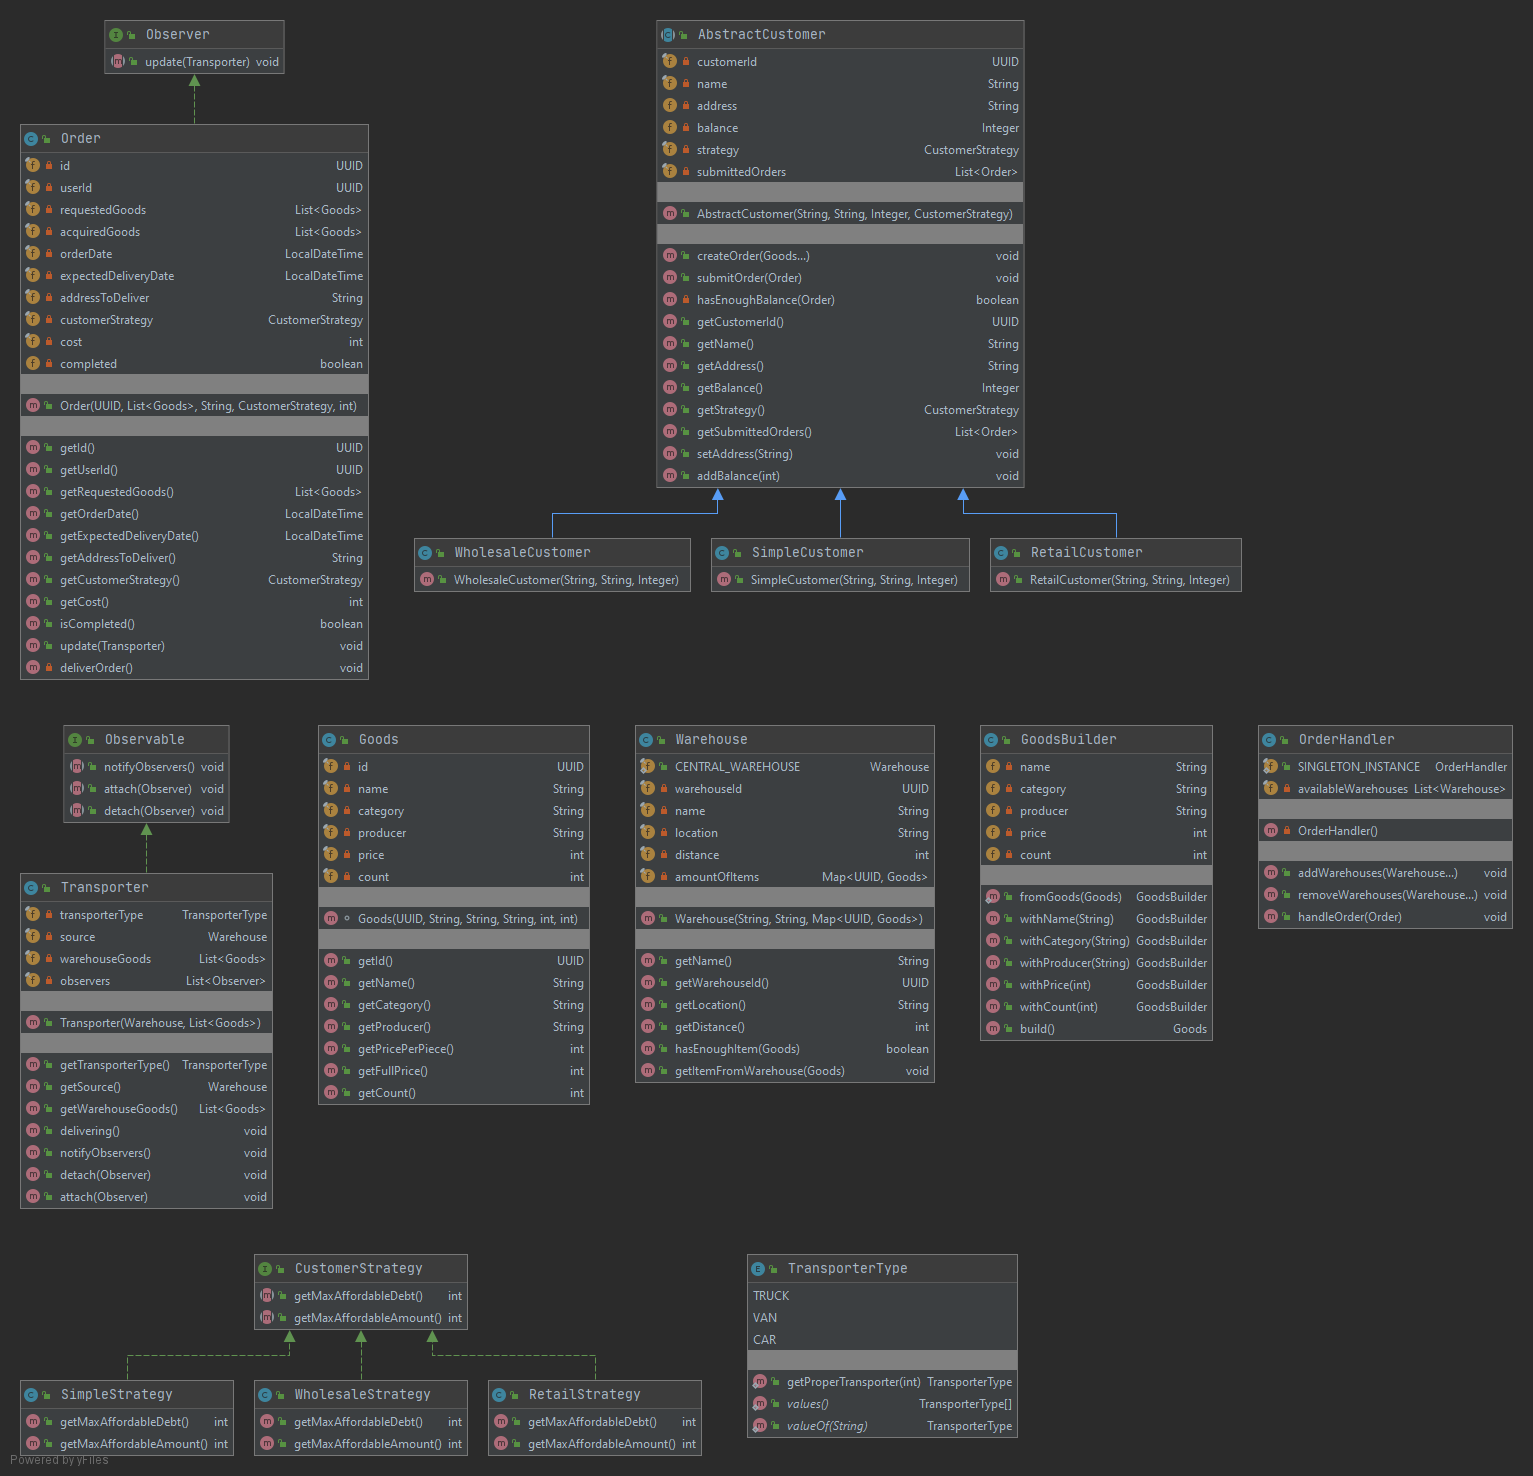 Observer
update(Transporter) void
Order
id UUID
userId UUID
requestedGoods List<Goods>
acquiredGoods List<Goods>
orderDate LocalDateTime
expectedDeliveryDate LocalDateTime
addressToDeliver String
customerStrategy CustomerStrategy
cost int
completed boolean
Order(UUID, List<Goods>, String, CustomerStrategy, int)
getId() UUID
getUserId() UUID
getRequestedGoods() List<Goods>
getOrderDate() LocalDateTime
getExpectedDeliveryDate() LocalDateTime
getAddressToDeliver() String
getCustomerStrategy() CustomerStrategy
getCost() int
isCompleted() boolean
update(Transporter) void
deliverOrder() void
AbstractCustomer
customerId UUID
name String
address String
balance Integer
strategy CustomerStrategy
submittedOrders List<Order>
AbstractCustomer(String, String, Integer, CustomerStrategy)
createOrder(Goods...) void
submitOrder(Order) void
hasEnoughBalance(Order) boolean
getCustomerId() UUID
getName() String
getAddress() String
getBalance() Integer
getStrategy() CustomerStrategy
getSubmittedOrders() List<Order>
setAddress(String) void
addBalance(int) void
WholesaleCustomer
WholesaleCustomer(String, String, Integer)
SimpleCustomer
SimpleCustomer(String, String, Integer)
RetailCustomer
RetailCustomer(String, String, Integer)
Observable
notifyObservers() void
attach(Observer) void
detach(Observer) void
Transporter
transporterType TransporterType
source Warehouse
warehouseGoods List<Goods>
observers List<Observer>
Transporter(Warehouse, List<Goods>)
getTransporterType() TransporterType
getSource() Warehouse
getWarehouseGoods() List<Goods>
delivering() void
notifyObservers() void
detach(Observer) void
attach(Observer) void
Goods
id UUID
name String
category String
producer String
price int
count int
Goods(UUID, String, String, String, int, int)
getId() UUID
getName() String
getCategory() String
getProducer() String
getPricePerPiece() int
getFullPrice() int
getCount() int
Warehouse
CENTRAL_WAREHOUSE Warehouse
warehouseId UUID
name String
location String
distance int
amountOfItems Map<UUID, Goods>
Warehouse(String, String, Map<UUID, Goods>)
getName() String
getWarehouseId() UUID
getLocation() String
getDistance() int
hasEnoughItem(Goods) boolean
getItemFromWarehouse(Goods) void
GoodsBuilder
name String
category String
producer String
price int
count int
fromGoods(Goods) GoodsBuilder
withName(String) GoodsBuilder
withCategory(String) GoodsBuilder
withProducer(String) GoodsBuilder
withPrice(int) GoodsBuilder
withCount(int) GoodsBuilder
build() Goods
OrderHandler
SINGLETON_INSTANCE OrderHandler
availableWarehouses List<Warehouse>
OrderHandler()
addWarehouses(Warehouse...) void
removeWarehouses(Warehouse...) void
handleOrder(Order) void
CustomerStrategy
getMaxAffordableDebt() int
getMaxAffordableAmount() int
SimpleStrategy
getMaxAffordableDebt() int
getMaxAffordableAmount() int
WholesaleStrategy
getMaxAffordableDebt() int
getMaxAffordableAmount() int
RetailStrategy
getMaxAffordableDebt() int
getMaxAffordableAmount() int
TransporterType
TRUCK
VAN
CAR
getProperTransporter(int) TransporterType
values() TransporterType[]
valueOf(String) TransporterType
Powered by yFiles